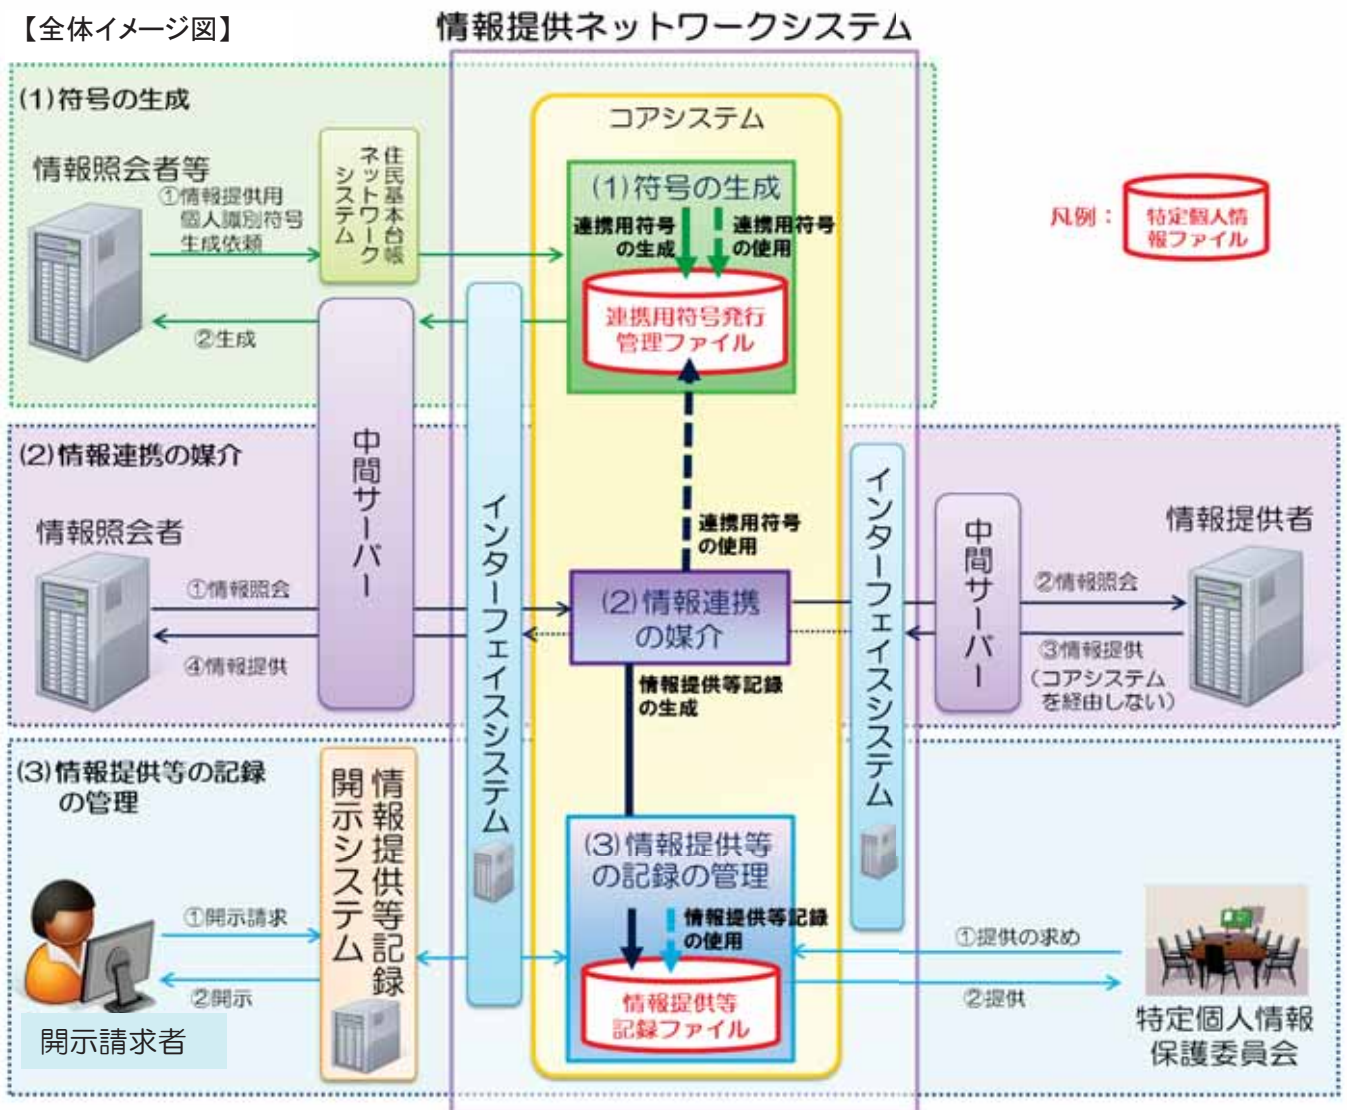 【全体イメージ図】
情報提供ネットワークシステム
(1)符号の生成
情報照会者等
①情報提供用
個人識別符号
生成依頼
住民基本台帳
ネットワーク
システム
②生成
コアシステム
(1)符号の生成
連携用符号
の生成
連携用符号
の使用
連携用符号発行
管理ファイル
凡例：
特定個人情
報ファイル
(2)情報連携の媒介
情報照会者
①情報照会
④情報提供
中間サーバー
インターフェイスシステム
連携用符号
の使用
(2)情報連携
の媒介
情報提供等記録
の生成
インターフェイスシステム
中間サーバー
情報提供者
②情報照会
③情報提供
(コアシステム
を経由しない)
(3)情報提供等の記録
の管理
①開示請求
②開示
開示請求者
情報提供等記録
開示システム
(3)情報提供等
の記録の管理
情報提供等記録
の使用
情報提供等
記録ファイル
①提供の求め
②提供
特定個人情報
保護委員会